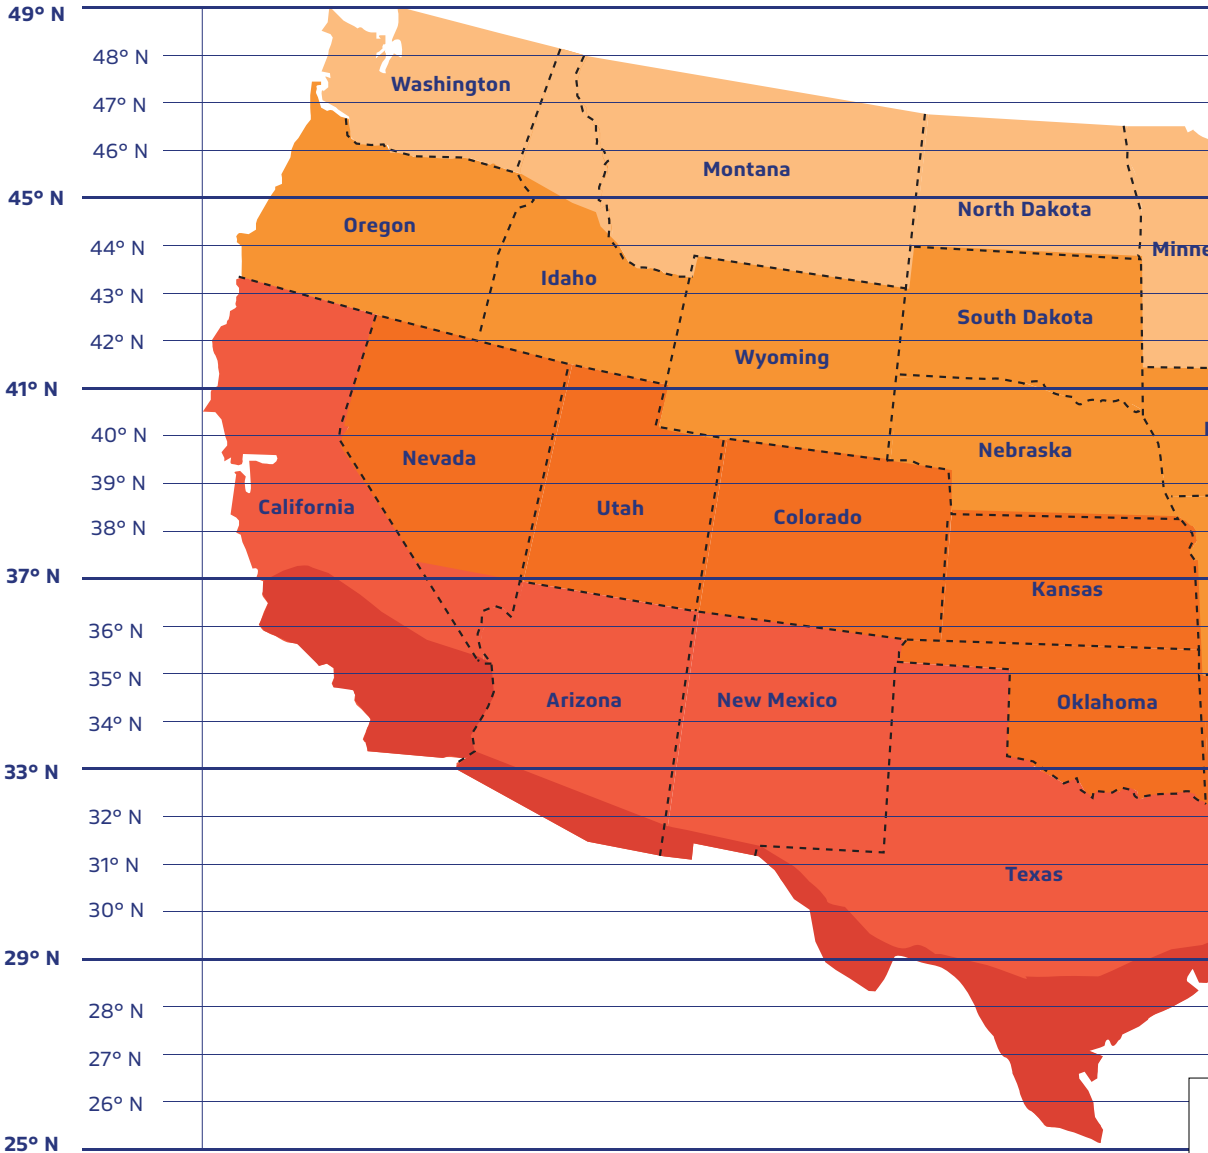 49° N
48° N
Washington
47° N
46° N
Montana
45° N
North Dakota
Oregon
44° N
Minne
Idaho
43° N
South Dakota
42° N
Wyoming
41° N
40° N
Nebraska
Nevada
39° N
California
Utah
Colorado
38° N
37° N
Kansas
36° N
35° N
Arizona
New Mexico
Oklahoma
34° N
33° N
32° N
31° N
Texas
30° N
29° N
28° N
27° N
26° N
25° N